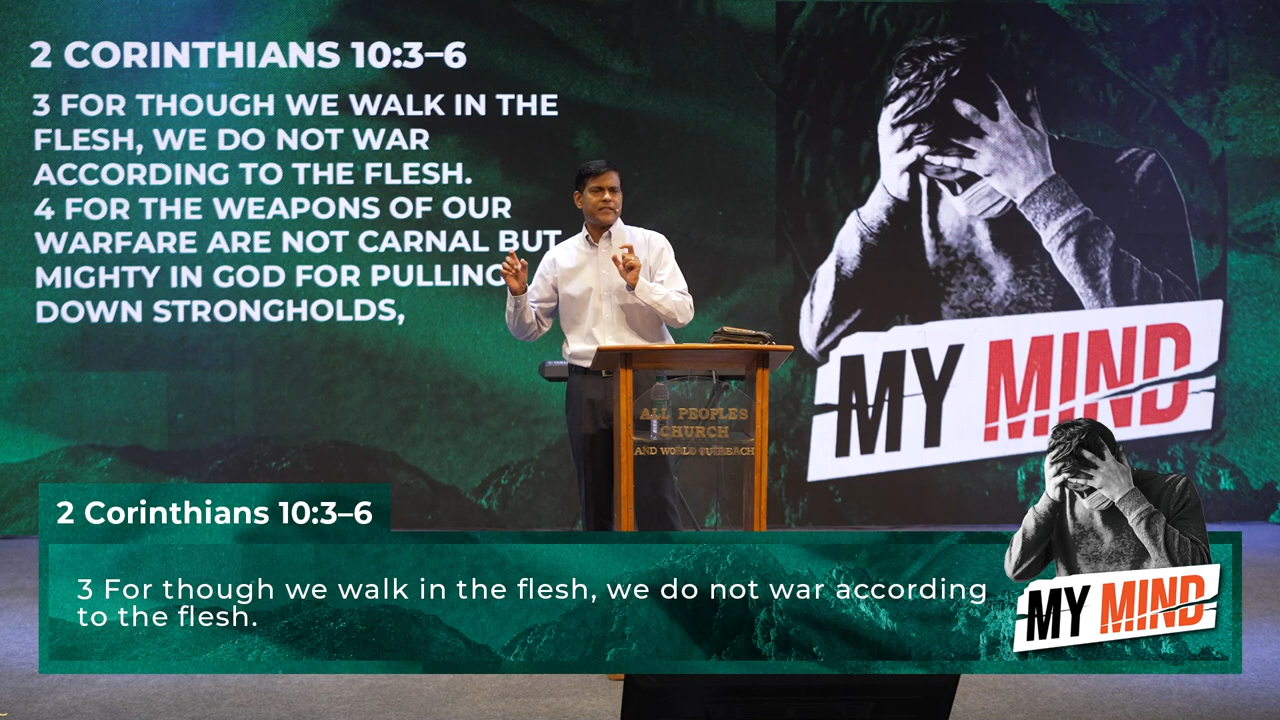 2 CORINTHIANS 10:3–6
3 FOR THOUGH WE WALK IN THE
FLESH, WE DO NOT WAR
ACCORDING TO THE FLESH.
4 FOR THE WEAPONS OF OUR
WARFARE ARE NOT CARNAL BUT
MIGHTY IN GOD FOR PULLING
DOWN STRONGHOLDS,
MY MIND
ALL PEOPLES
CHURCH
AND WORLD OUTREACH
2 Corinthians 10:3–6
3 For though we walk in the flesh, we do not war according
to the flesh.
MY MIND